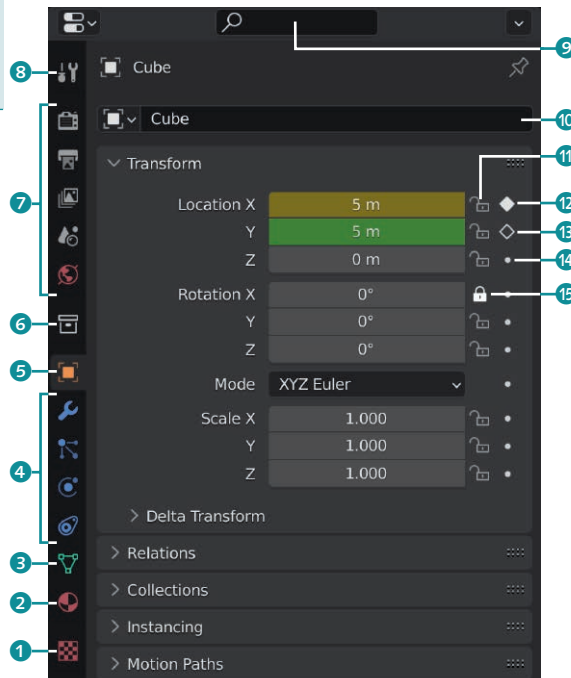 9
8 Cube
Cube 10
Transform 11
Location X 5 m 12
7 Y 5 m 13
Z 0 m 14
Rotation X 0° 15
6 Y 0°
Z 0°
5
Mode XYZ Euler
4 Scale X 1.000
Y 1.000
Z 1.000
Delta Transform
3 Relations
Collections
2
Instancing
1 Motion Paths